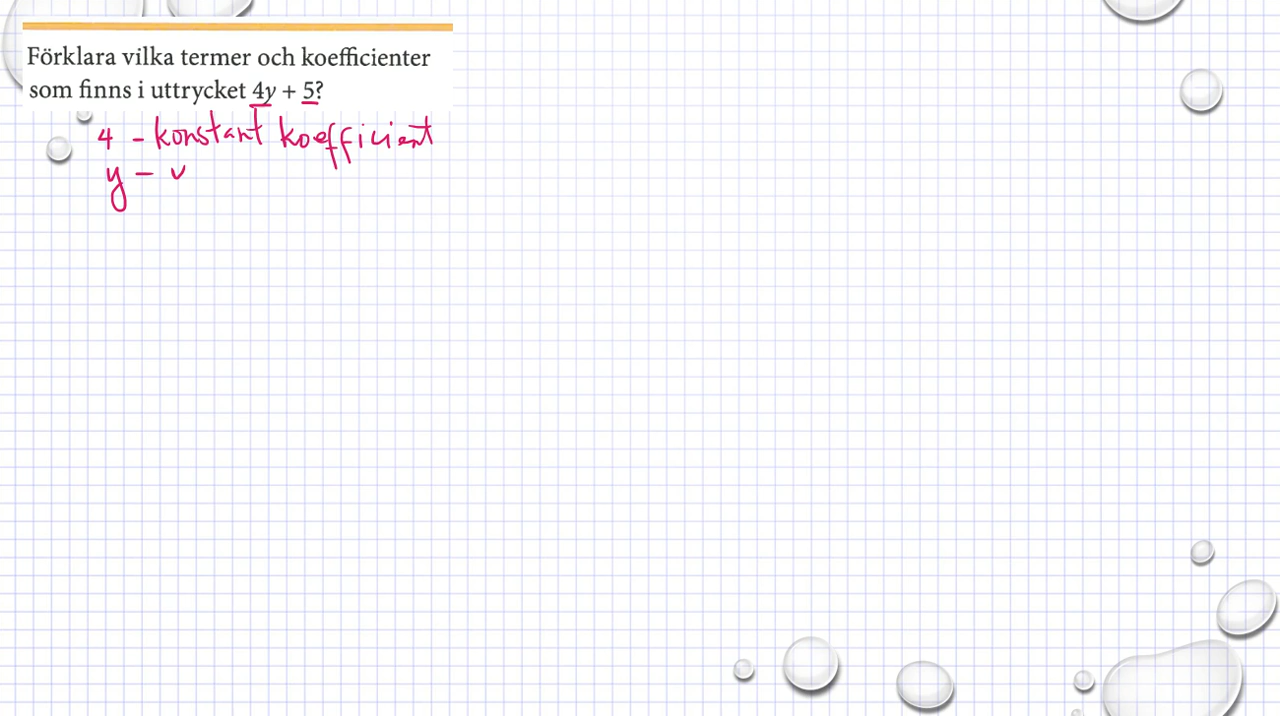 Förklara vilka termer och koefficienter
som finns i uttrycket 4y + 5?
4 - konstant koefficient
y - v